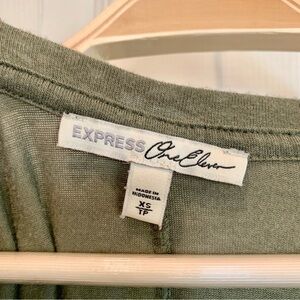 EXPRESS One Eleven
MADE IN
INDONESIA
XS
TP